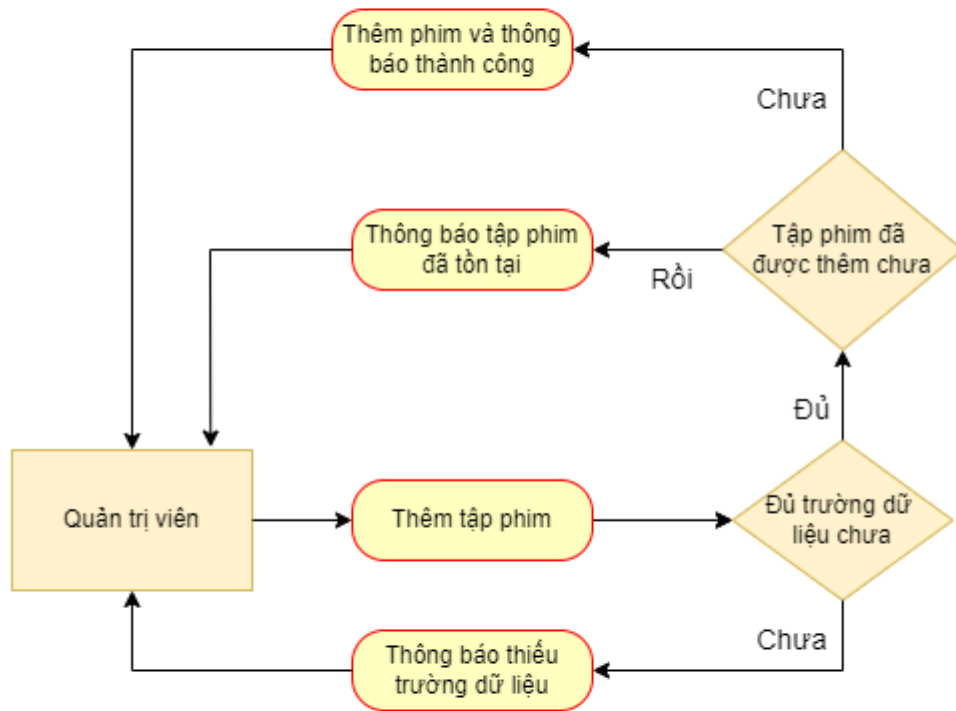 Thêm phim và thông
báo thành công
Chưa
Thông báo tập phim
đã tồn tại
Rồi
Tập phim đã
được thêm chưa
Đủ
Quản trị viên
Thêm tập phim
Đủ trường dữ
liệu chưa
Chưa
Thông báo thiếu
trường dữ liệu